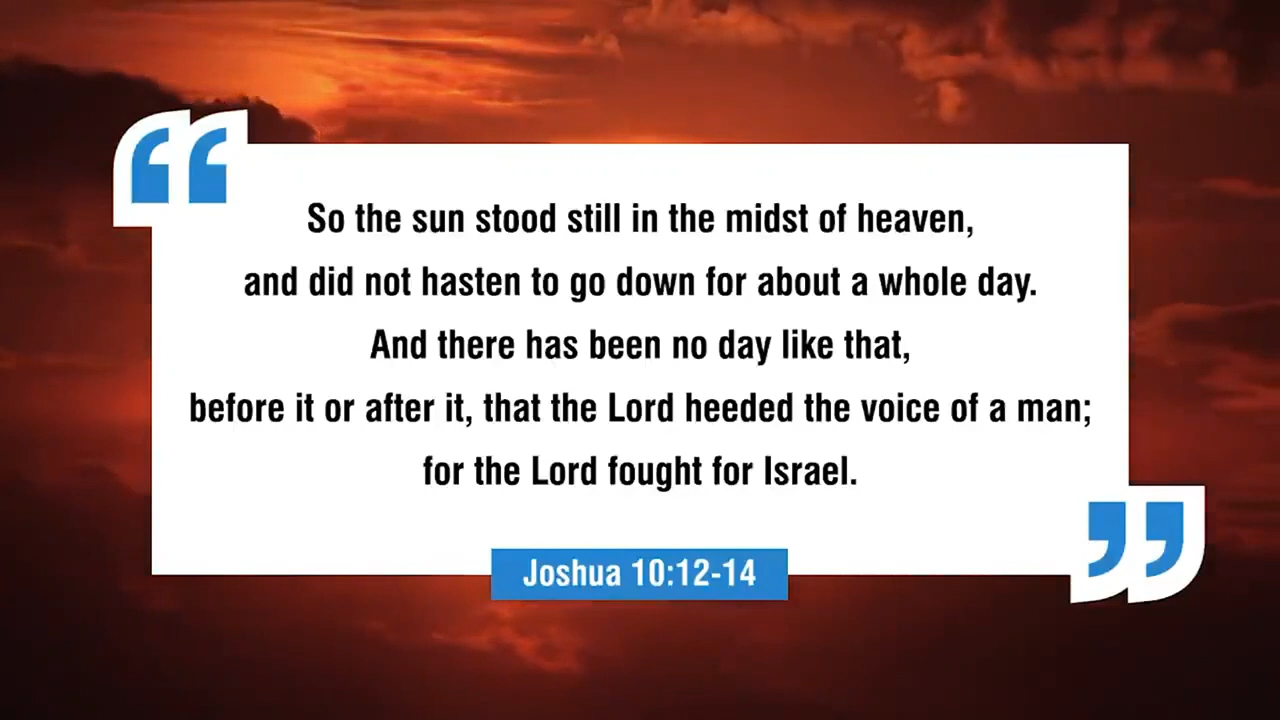 So the sun stood still in the midst of heaven,
and did not hasten to go down for about a whole day.
And there has been no day like that,
before it or after it, that the Lord heeded the voice of a man;
for the Lord fought for Israel.
Joshua 10:12-14